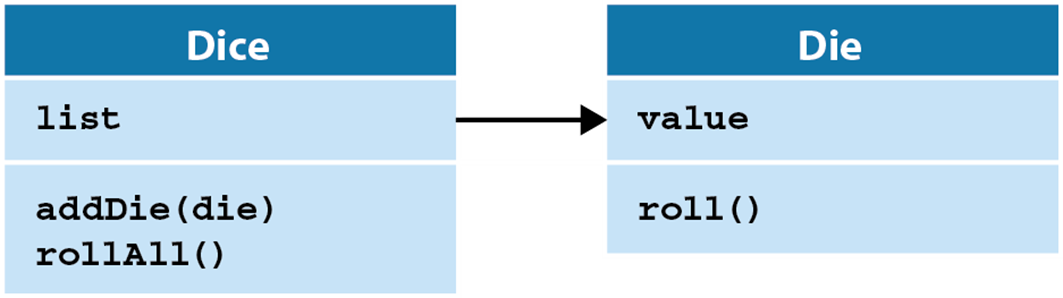 Dice
list
addDie(die)
rollAll()
Die
value
roll()